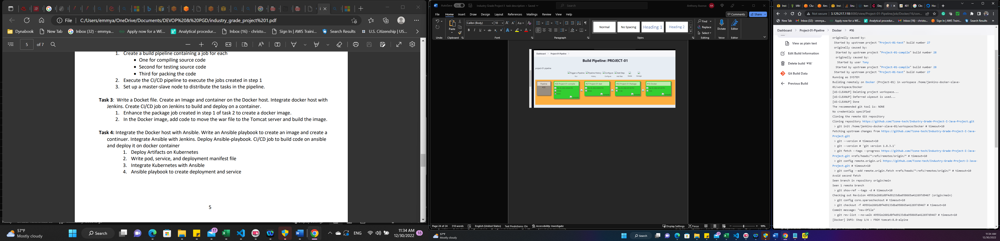 File
C:/Users/emmya/OneDrive/Documents/DEVOP%20&%20PGD/industry_grade_project%201.pdf
Dynabook
New Tab
Inbox (32) - emmya...
Apply now for a WE...
Analytical procedur...
Inbox (16) - christo...
Sign In | AWS Traini...
Search Results
U.S. Citizenship | US...
5 of 7
1. Create a build pipeline containing a job for each
• One for compiling source code
• Second for testing source code
• Third for packing the code
2. Execute the CI/CD pipeline to execute the jobs created in step 1
3. Set up a master-slave node to distribute the tasks in the pipeline.
Task 3: Write a Docket file. Create an Image and container on the Docker host. Integrate docker host with
Jenkins. Create CI/CD job on Jenkins to build and deploy on a container.
1. Enhance the package job created in step 1 of task 2 to create a docker image.
2. In the Docker image, add code to move the war file to the Tomcat server and build the image.
Task 4: Integrate the Docker host with Ansible. Write an Ansible playbook to create an image and create a
continuer. Integrate Ansible with Jenkins. Deploy Ansible-playbook. CI/CD job to build code on ansible
and deploy it on docker container
1. Deploy Artifacts on Kubernetes
2. Write pod, service, and deployment manifest file
3. Integrate Kubernetes with Ansible
4. Ansible playbook to create deployment and service
5
57°F
Mostly cloudy
Search
17
ENG
11:34 AM
12/30/2022
18
AutoSave On
Industry Grade Project II task description • Saved
Search
Anthony Asonze AA
File Home Insert Draw Design Layout References Mailings Review View Help
Comments Share
Paste
Calibri (Body) 10
Normal No Spacing Heading 1 Heading 2
Find
Replace
Select
Dictate Editor
Undo Clipboard Font Paragraph Styles Editing Voice Editor
Dashboard Project-01-Pipeline
Build Pipeline: PROJECT-01
project-01 pipeline
Trigger a Pipeline Pipeline History Configure Add Step
Run History Configure Add Step Delete Manage
Pipeline
#28
#28 Project-01-compile
#27 Project-01-test
#16 Docker
Page 24 of 24 318 words English (United States) Text Predictions: On Accessibility: Investigate
Display Settings Focus 99%
57°F
Mostly cloudy
Search
Not secure | 3.129.217.118:8080/view/Project-01-Pipeline/job/Docker/16/con...
New Tab
Inbox (32) - emmya...
Apply now for a WE...
Analytical procedur...
Inbox (16) - christo...
Sign In | AWS Traini...
Search Results
Dashboard Project-01-Pipeline Docker #16
View as plain text
Edit Build Information
Delete build '#16'
Git Build Data
Previous Build
originally caused by:
Started by upstream project "Project-01-test" build number 27
originally caused by:
Started by upstream project "Project-01-compile" build number 28
originally caused by:
Started by user Tony
Started by upstream project "Project-01-compile" build number 28
Started by upstream project "Project-01-test" build number 27
Running as SYSTEM
Building remotely on Docker (Project-01) in workspace /home/jenkins-docker-slave-
01/workspace/Docker
[WS-CLEANUP] Deleting project workspace...
[WS-CLEANUP] Deferred wipeout is used...
[WS-CLEANUP] Done
The recommended git tool is: NONE
No credentials specified
Cloning the remote Git repository
Cloning repository https://github.com/Tzone-tech/Industry-Grade-Project-I-Java-Project.git
> git init /home/jenkins-docker-slave-01/workspace/Docker # timeout=10
Fetching upstream changes from https://github.com/Tzone-tech/Industry-Grade-Project-I-Java-
Project.git
> git --version # timeout=10
> git --version # 'git version 1.8.3.1'
> git fetch --tags --progress https://github.com/Tzone-tech/Industry-Grade-Project-I-Java-
Project.git +refs/heads/*:refs/remotes/origin/* # timeout=10
> git config remote.origin.url https://github.com/Tzone-tech/Industry-Grade-Project-I-Java-
Project.git # timeout=10
> git config --add remote.origin.fetch +refs/heads/*:refs/remotes/origin/* # timeout=10
Avoid second fetch
Seen branch in repository origin/main
Seen 1 remote branch
> git show-ref --tags -d # timeout=10
Checking out Revision 49592e2601d8f4d9133dba958665a412697d9467 (origin/main)
> git config core.sparsecheckout # timeout=10
> git checkout -f 49592e2601d8f4d9133dba958665a412697d9467 # timeout=10
Commit message: "new-Dfile"
> git rev-list --no-walk 49592e2601d8f4d9133dba958665a412697d9467 # timeout=10
[Docker] INFO: Step 1/4 : FROM tomcat:8.0-alpine
11:34 AM
12/30/2022